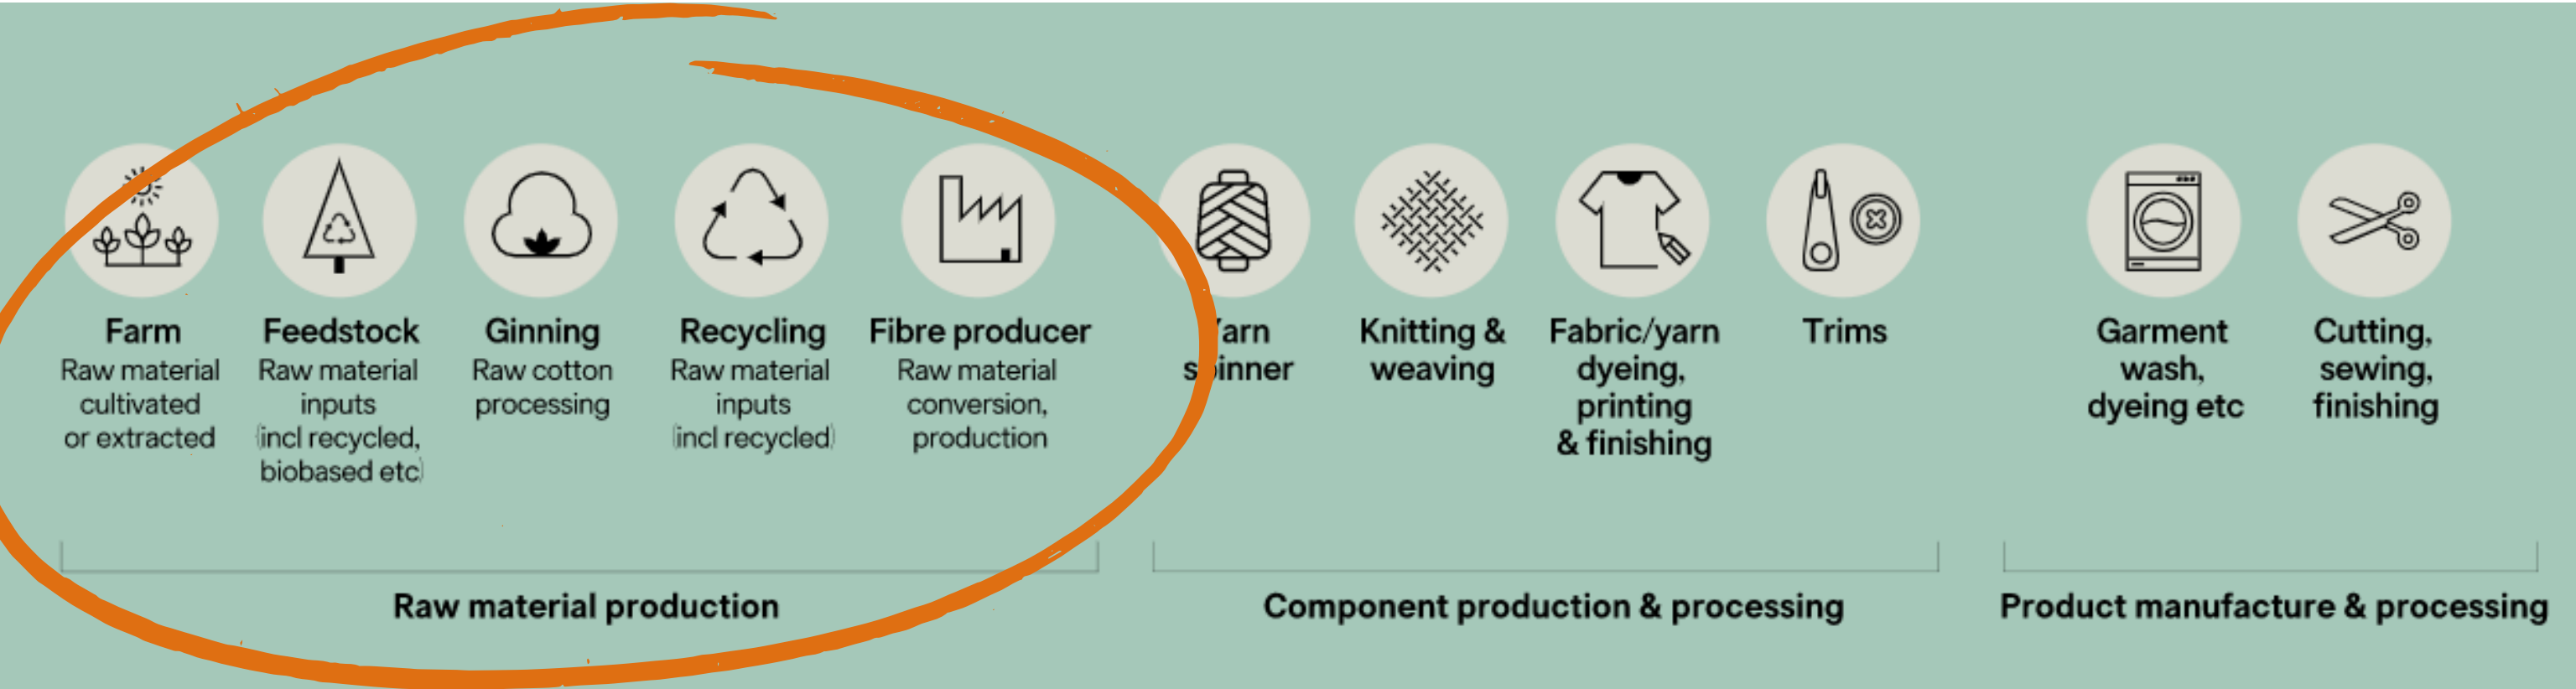 Farm
Raw material
cultivated
or extracted
Feedstock
Raw material
inputs
(incl recycled,
biobased etc)
Ginning
Raw cotton
processing
Recycling
Raw material
inputs
(incl recycled)
Fibre producer
Raw material
conversion,
production
Yarn
spinner
Knitting &
weaving
Fabric/yarn
dyeing,
printing
& finishing
Trims
Garment
wash,
dyeing etc
Cutting,
sewing,
finishing
Raw material production
Component production & processing
Product manufacture & processing